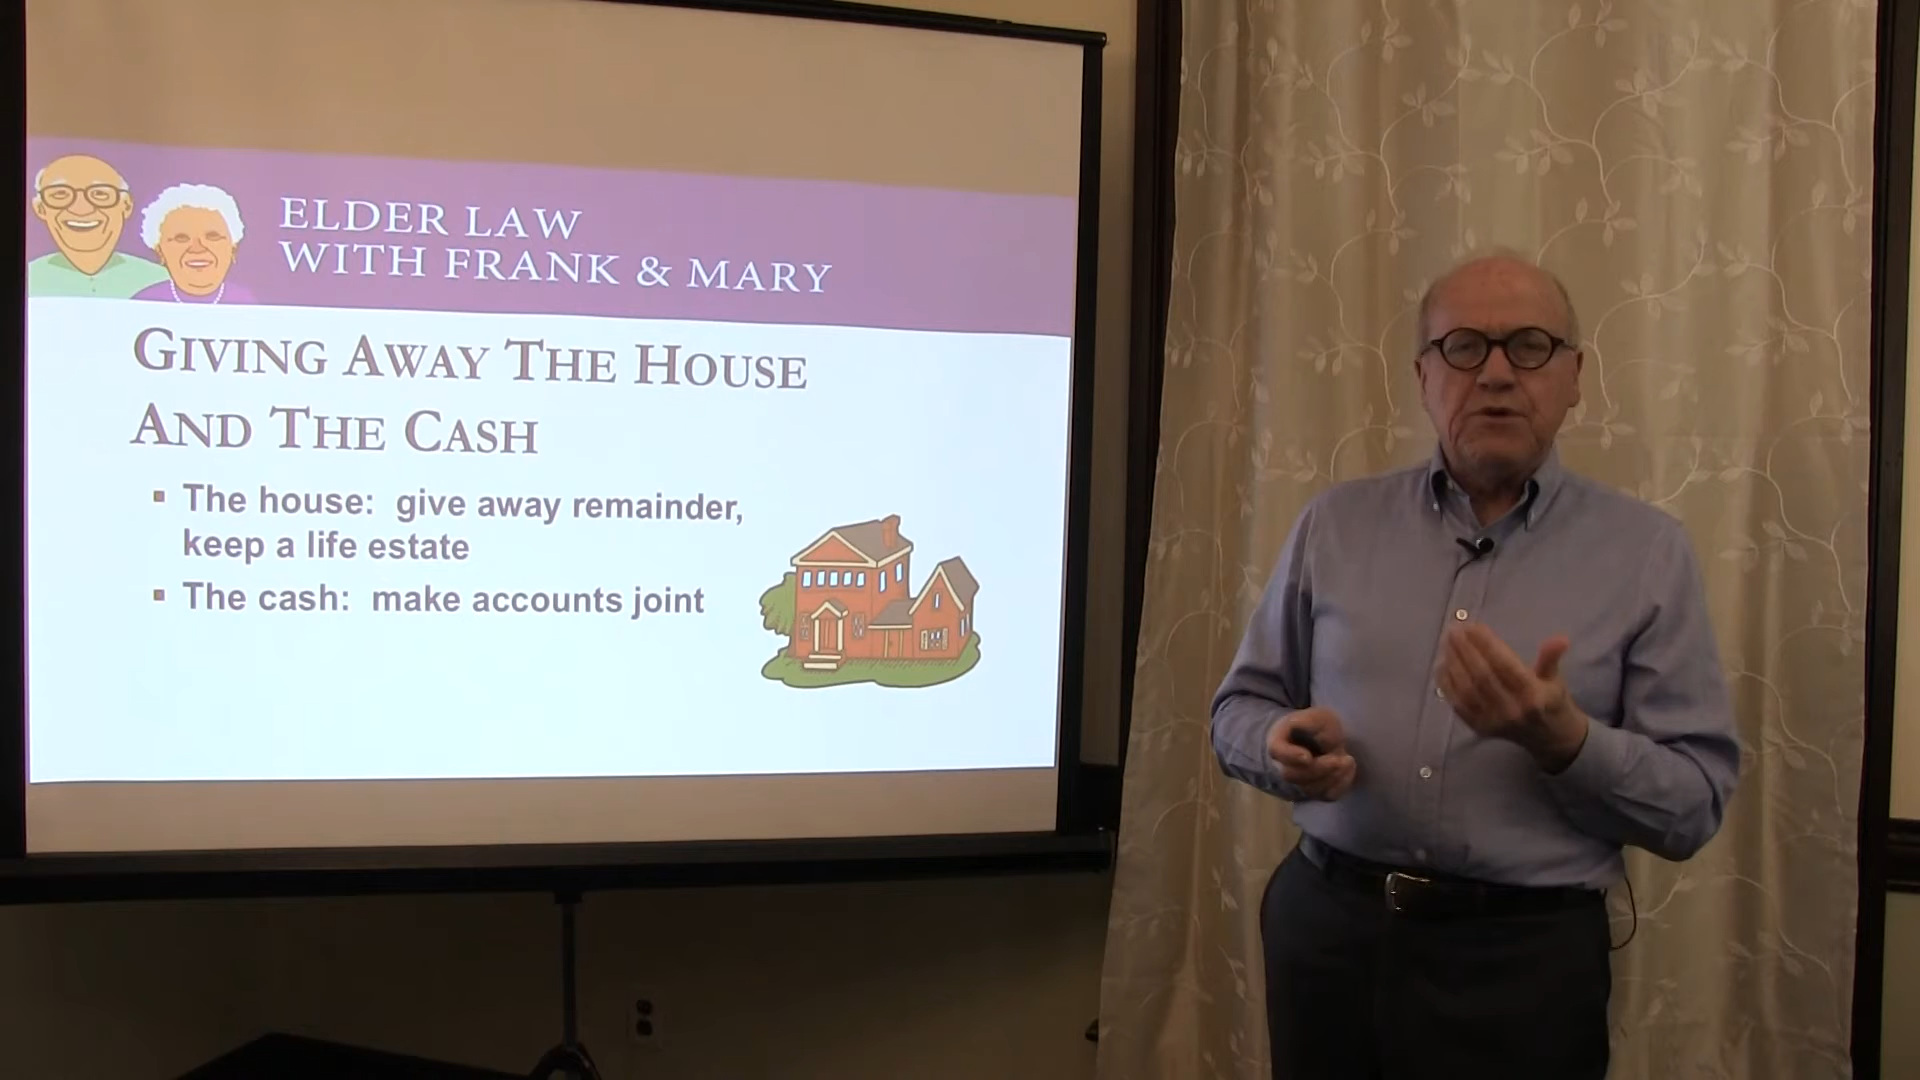 ELDER LAW
WITH FRANK & MARY
GIVING AWAY THE HOUSE
AND THE CASH
▪ The house:  give away remainder,
keep a life estate
▪ The cash:  make accounts joint